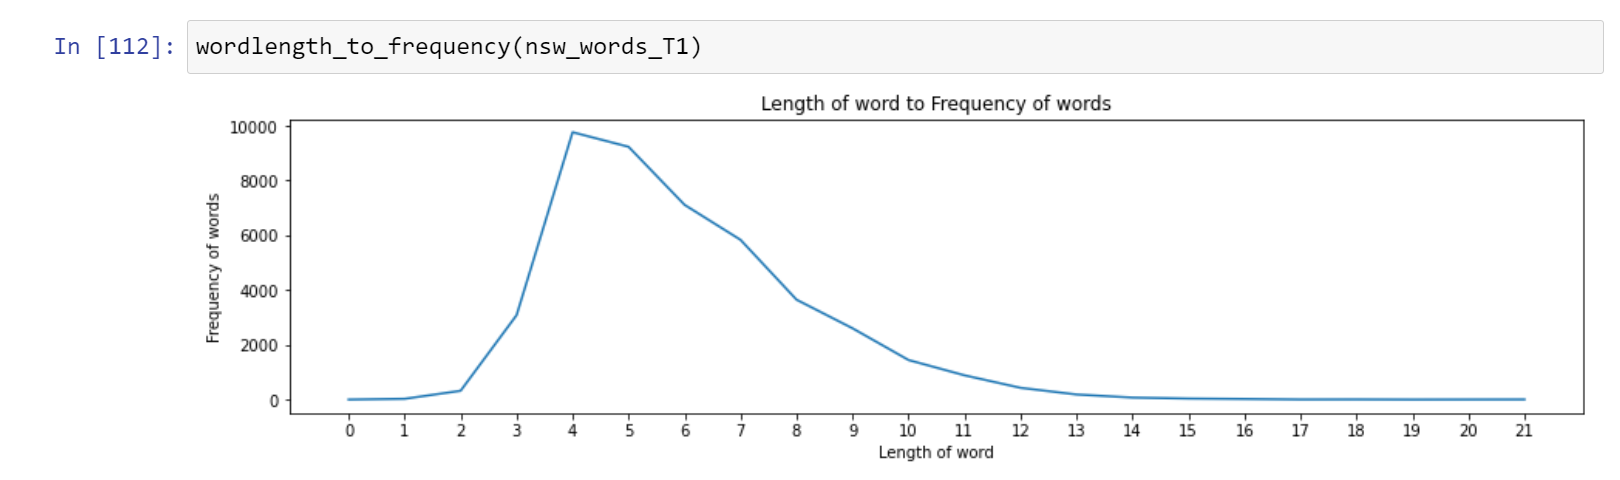 In [112]: wordlength_to_frequency(nsw_words_T1)
Length of word to Frequency of words
10000
8000
6000
4000
2000
0
Frequency of words
0 1 2 3 4 5 6 7 8 9 10 11 12 13 14 15 16 17 18 19 20 21
Length of word